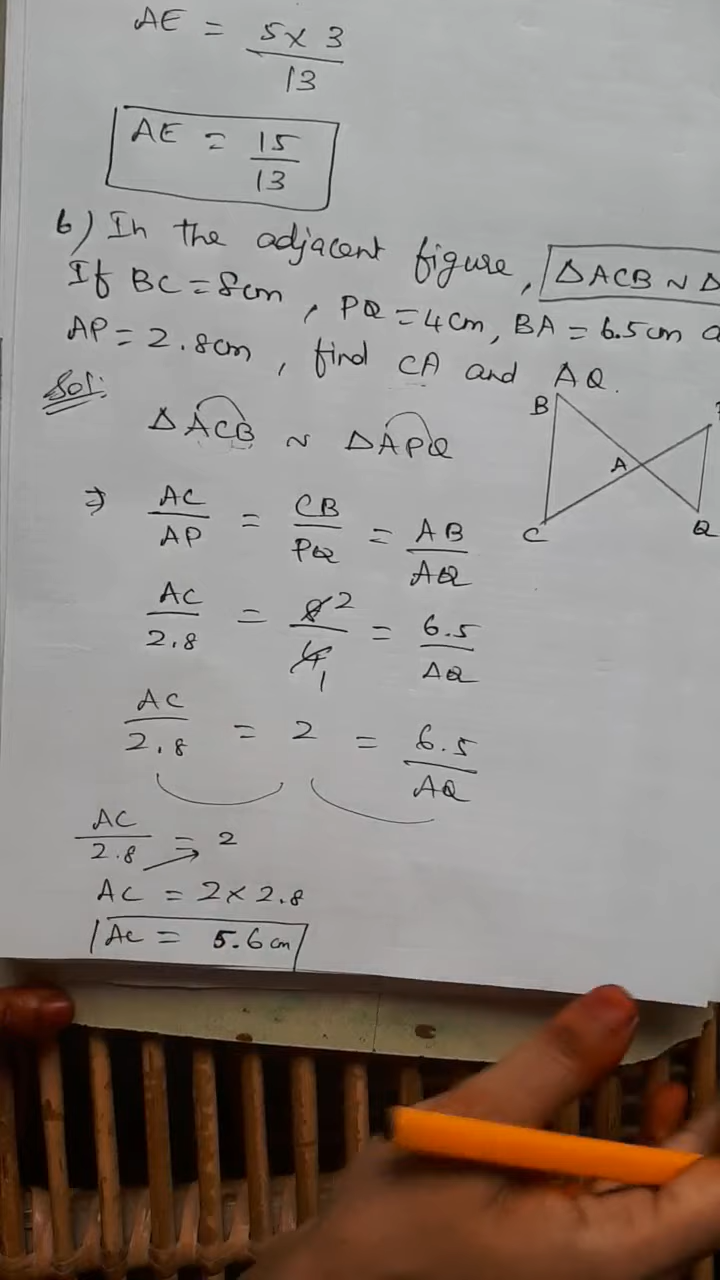 AE = 5 × 3 / 13
AE = 15 / 13
6) In the adjacent figure, ΔACB ~ Δ
If BC = 8cm, PQ = 4cm, BA = 6.5cm
AP = 2.8cm, find CA and AQ.
Sol:
ΔACB ~ ΔAPQ
B
A
C
Q
⇒ AC / AP = CB / PQ = AB / AQ
AC / 2.8 = 8 2 / 4 1 = 6.5 / AQ
AC / 2.8 = 2 = 6.5 / AQ
AC / 2.8 = 2
AC = 2 × 2.8
AC = 5.6 cm